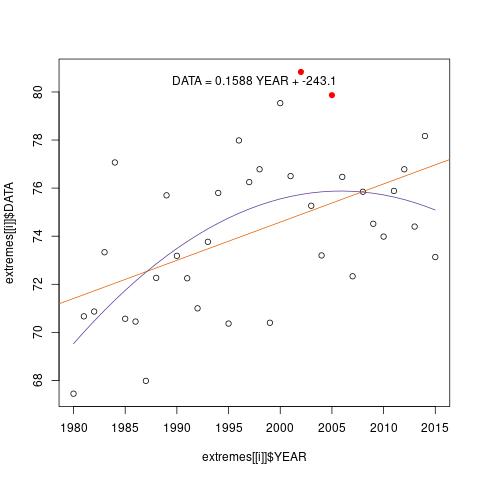 DATA = 0.1588 YEAR + -243.1
80
78
76
74
72
70
68
extremes[[i]]$DATA
1980 1985 1990 1995 2000 2005 2010 2015
extremes[[i]]$YEAR